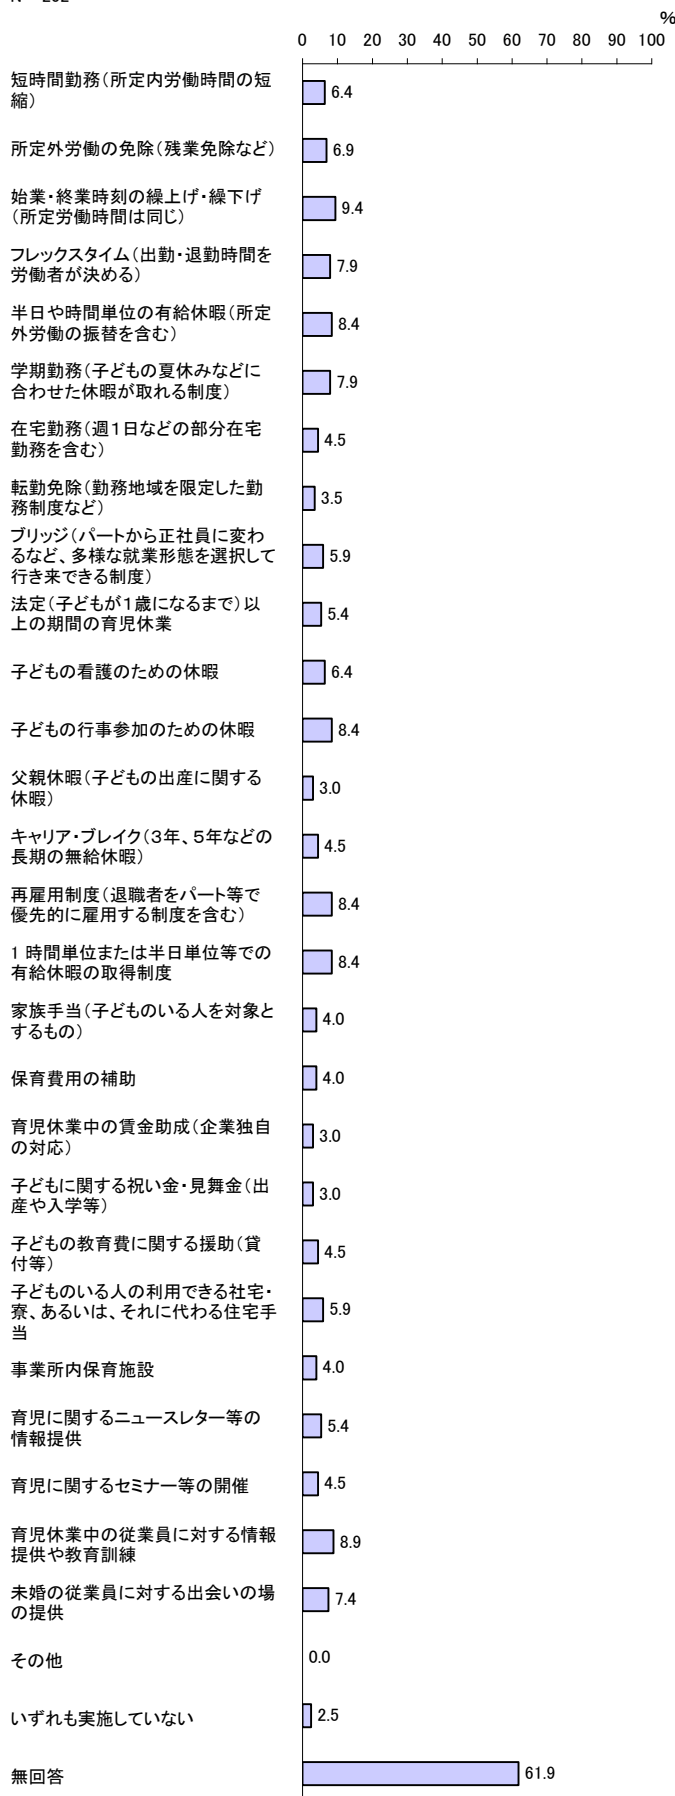 %
0 10 20 30 40 50 60 70 80 90 100
短時間勤務（所定内労働時間の短
縮）
6.4
所定外労働の免除（残業免除など）
6.9
始業・終業時刻の繰上げ・繰下げ
（所定労働時間は同じ）
9.4
フレックスタイム（出勤・退勤時間を
労働者が決める）
7.9
半日や時間単位の有給休暇（所定
外労働の振替を含む）
8.4
学期勤務（子どもの夏休みなどに
合わせた休暇が取れる制度）
7.9
在宅勤務（週１日などの部分在宅
勤務を含む）
4.5
転勤免除（勤務地域を限定した勤
務制度など）
3.5
ブリッジ（パートから正社員に変わ
るなど、多様な就業形態を選択して
行き来できる制度）
5.9
法定（子どもが１歳になるまで）以
上の期間の育児休業
5.4
子どもの看護のための休暇
6.4
子どもの行事参加のための休暇
8.4
父親休暇（子どもの出産に関する
休暇）
3.0
キャリア・ブレイク（３年、５年などの
長期の無給休暇）
4.5
再雇用制度（退職者をパート等で
優先的に雇用する制度を含む）
8.4
1 時間単位または半日単位等での
有給休暇の取得制度
8.4
家族手当（子どものいる人を対象と
するもの）
4.0
保育費用の補助
4.0
育児休業中の賃金助成（企業独自
の対応）
3.0
子どもに関する祝い金・見舞金（出
産や入学等）
3.0
子どもの教育費に関する援助（貸
付等）
4.5
子どものいる人の利用できる社宅・
寮、あるいは、それに代わる住宅手
当
5.9
事業所内保育施設
4.0
育児に関するニュースレター等の
情報提供
5.4
育児に関するセミナー等の開催
4.5
育児休業中の従業員に対する情報
提供や教育訓練
8.9
未婚の従業員に対する出会いの場
の提供
7.4
その他
0.0
いずれも実施していない
2.5
無回答
61.9